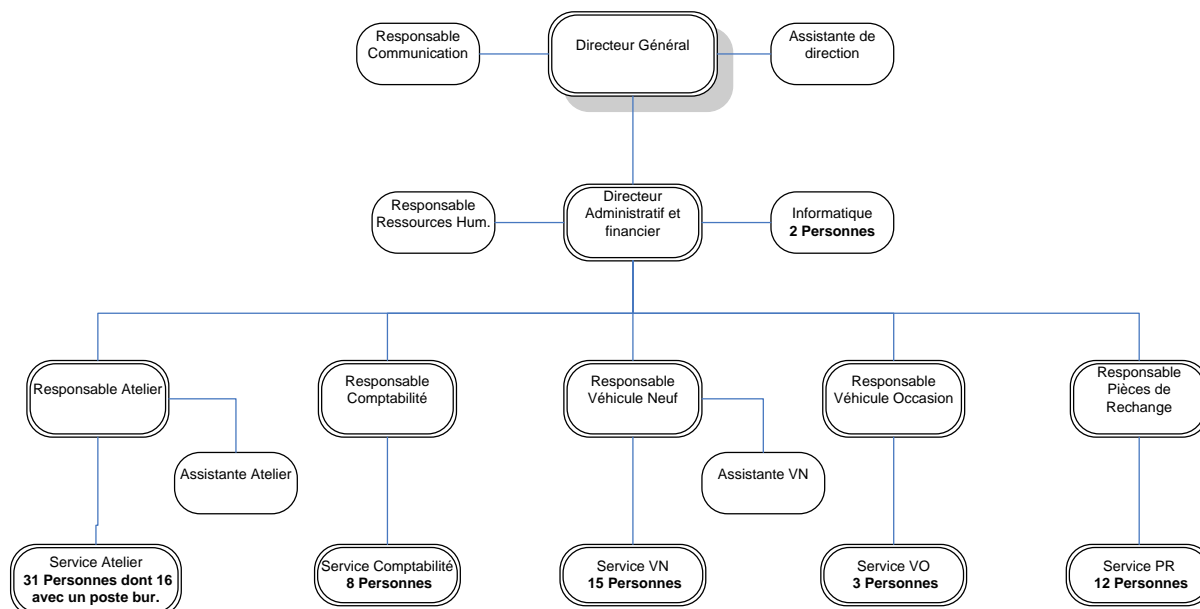 Responsable
Communication
Directeur Général
Assistante de
direction
Responsable
Ressources Hum.
Directeur
Administratif et
financier
Informatique
2 Personnes
Responsable Atelier
Responsable
Comptabilité
Responsable
Véhicule Neuf
Responsable
Véhicule Occasion
Responsable
Pièces de
Rechange
Assistante Atelier
Assistante VN
Service Atelier
31 Personnes dont 16
avec un poste bur.
Service Comptabilité
8 Personnes
Service VN
15 Personnes
Service VO
3 Personnes
Service PR
12 Personnes